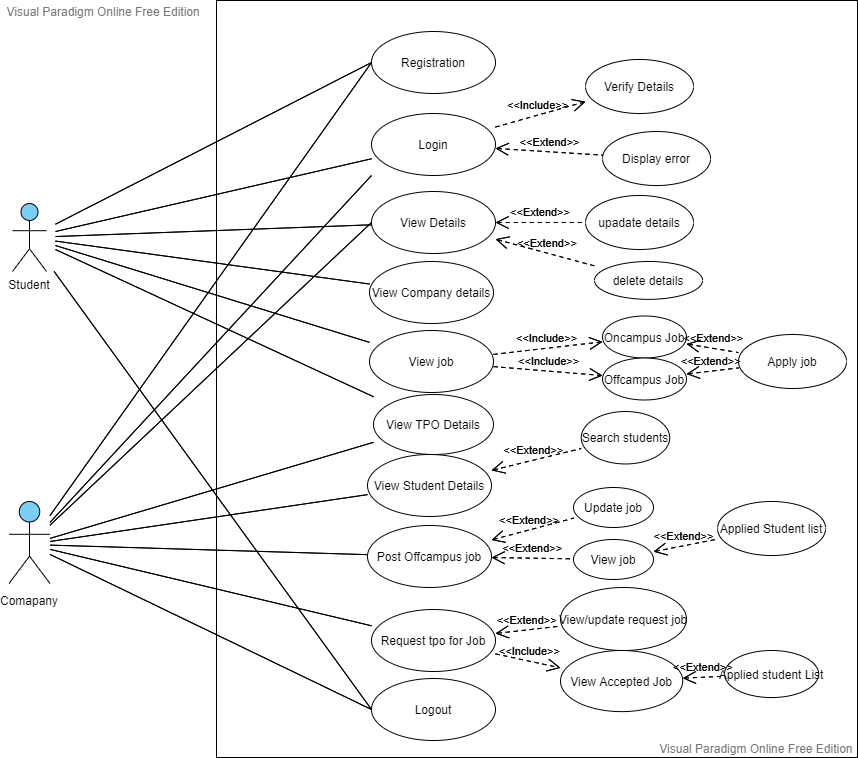 Visual Paradigm Online Free Edition
Registration
Verify Details
<<Include>>
Login
<<Extend>>
Display error
Student
View Details
<<Extend>>
upadate details
<<Extend>>
delete details
View Company details
View job
<<Include>>
<<Include>>
Oncampus Job
<<Extend>>
Offcampus Job
<<Extend>>
Apply job
View TPO Details
Search students
<<Extend>>
View Student Details
Update job
<<Extend>>
Post Offcampus job
<<Extend>>
View job
<<Extend>>
Applied Student list
Comapany
View/update request job
<<Extend>>
Request tpo for Job
<<Include>>
View Accepted Job
<<Extend>>
Applied student List
Logout
Visual Paradigm Online Free Edition